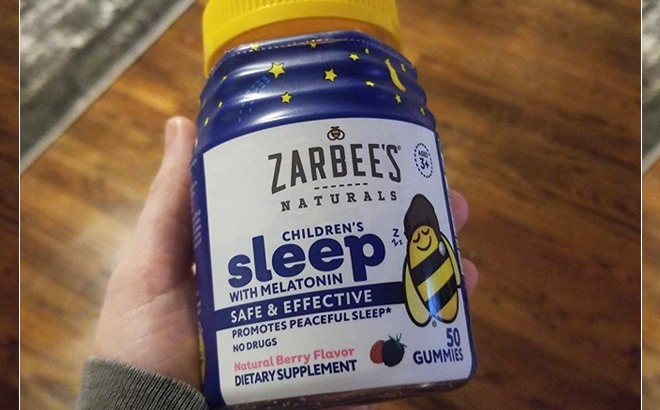 ZARBEE'S®
NATURALS
AGES
3+
CHILDREN'S
sleep
WITH MELATONIN
SAFE & EFFECTIVE
PROMOTES PEACEFUL SLEEP*
NO DRUGS
Natural Berry Flavor
DIETARY SUPPLEMENT
Z
Z
Z
50
GUMMIES